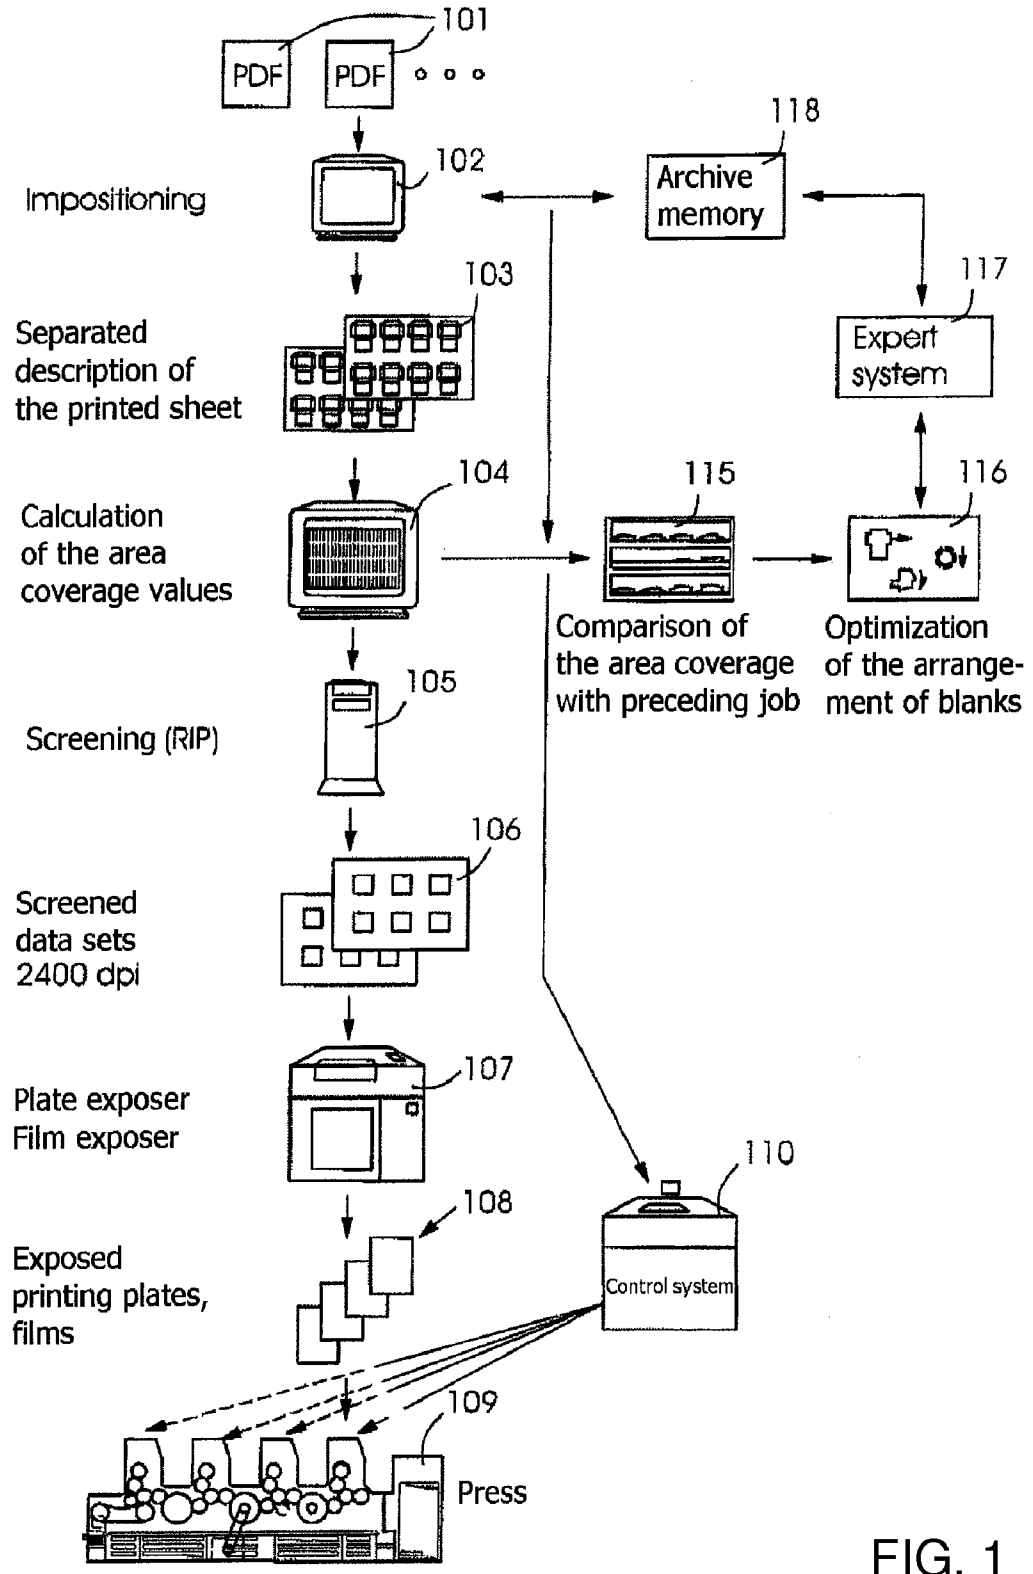 101
PDF PDF
118
102
Impositioning
Archive
memory
103
117
Separated
description of
the printed sheet
Expert
system
104
115
116
Calculation
of the area
coverage values
Comparison of
the area coverage
with preceding job
Optimization
of the arrange-
ment of blanks
105
Screening (RIP)
106
Screened
data sets
2400 dpi
107
Plate exposer
Film exposer
110
108
Exposed
printing plates,
films
Control system
109
Press
FIG. 1